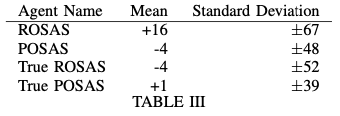 Agent Name Mean Standard Deviation
ROSAS +16 ±67
POSAS -4 ±48
True ROSAS -4 ±52
True POSAS +1 ±39
TABLE III